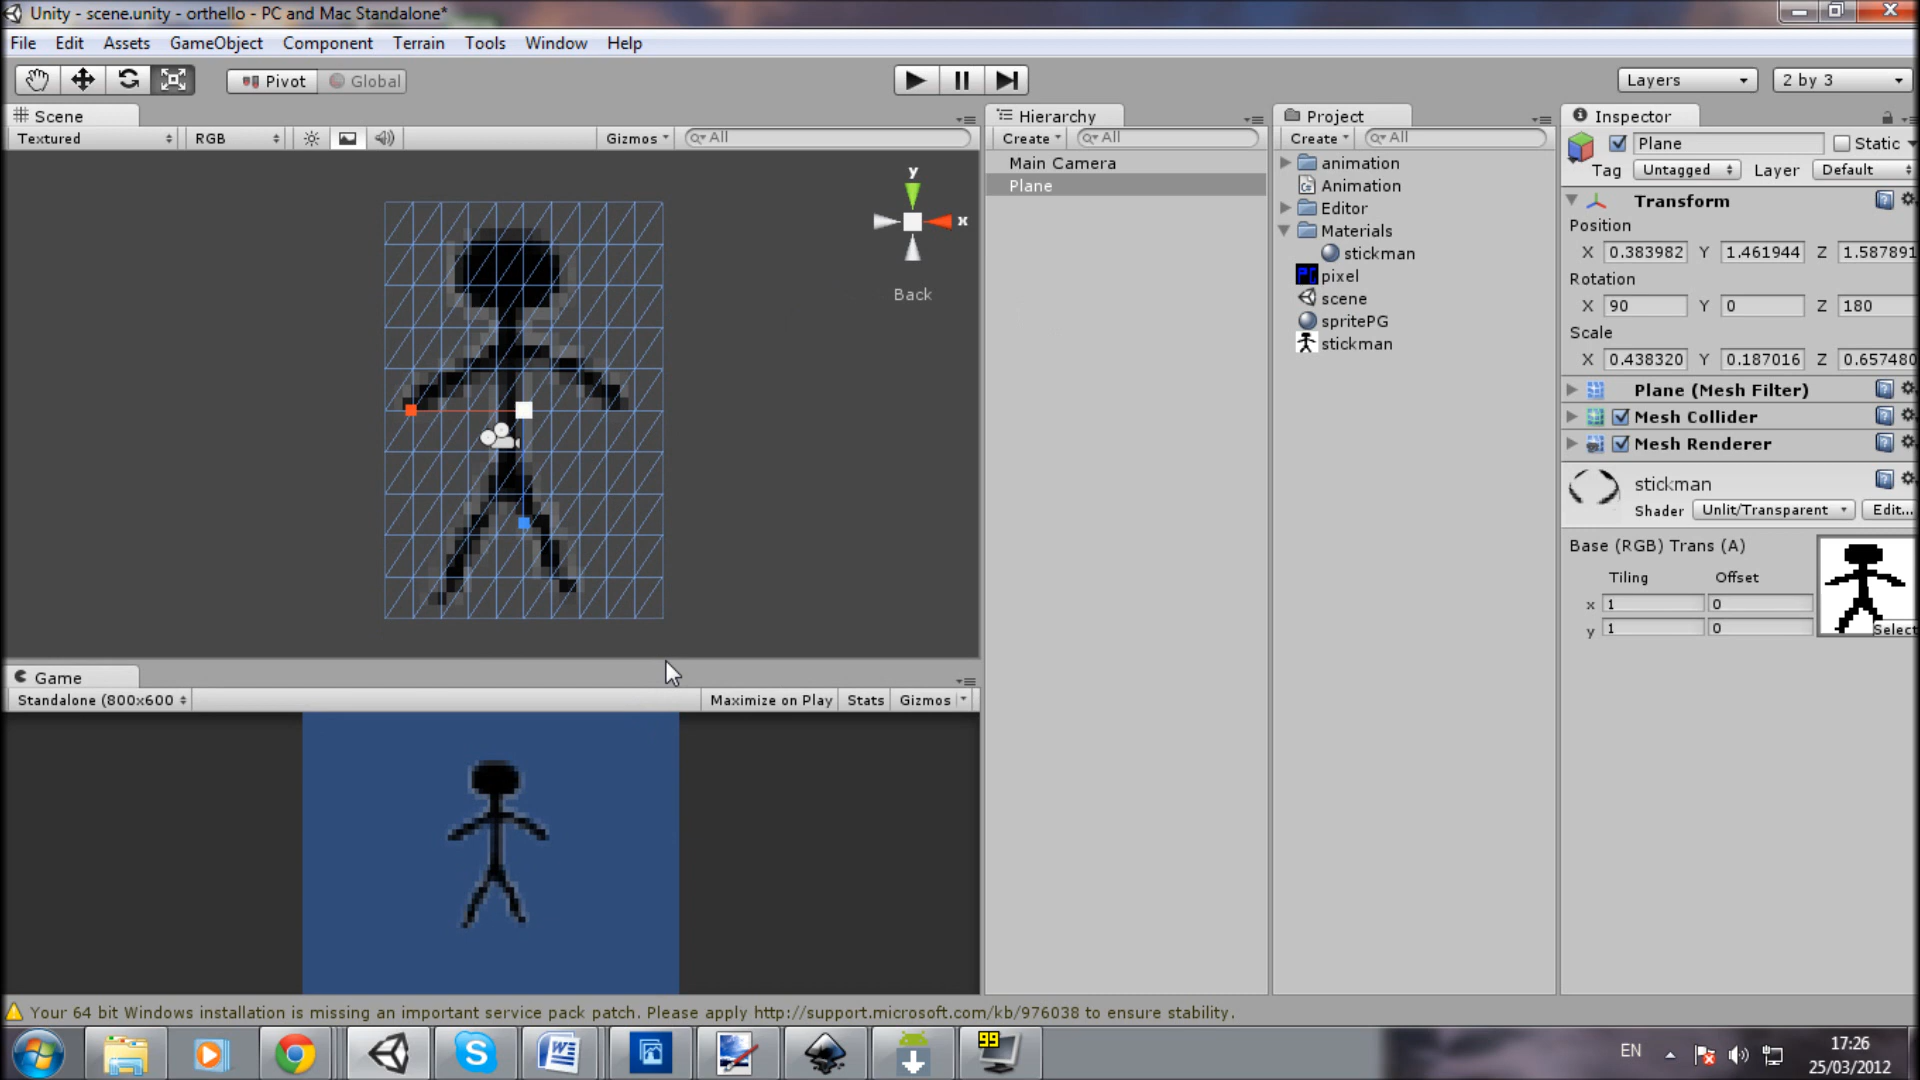 Unity - scene.unity - orthello - PC and Mac Standalone*
File Edit Assets GameObject Component Terrain Tools Window Help
Pivot Global
Layers 2 by 3
Scene
Textured RGB Gizmos All
y
x
Back
Hierarchy
Create All
Main Camera
Plane
Project
Create All
animation
Animation
Editor
Materials
stickman
pixel
scene
spritePG
stickman
Inspector
Plane Static
Tag Untagged Layer Default
Transform
Position
X 0.383982 Y 1.461944 Z 1.587891
Rotation
X 90 Y 0 Z 180
Scale
X 0.438320 Y 0.187016 Z 0.657480
Plane (Mesh Filter)
Mesh Collider
Mesh Renderer
stickman
Shader Unlit/Transparent Edit...
Base (RGB) Trans (A)
Tiling Offset
x 1 0
y 1 0
Select
Game
Standalone (800x600 Maximize on Play Stats Gizmos
Your 64 bit Windows installation is missing an important service pack patch. Please apply http://support.microsoft.com/kb/976038 to ensure stability.
99
EN
17:26
25/03/2012